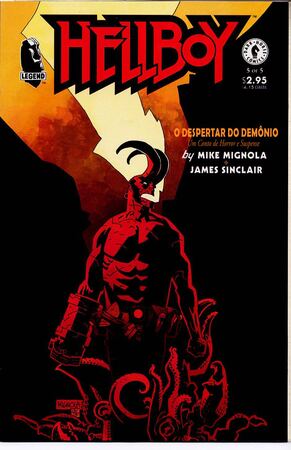 HELLBOY
™
LEGEND
DARK HORSE COMICS
5 of 5
$2.95
O DESPERTAR DO DEMÔNIO
Um Conto de Horror e Suspense
by MIKE MIGNOLA
&
JAMES SINCLAIR